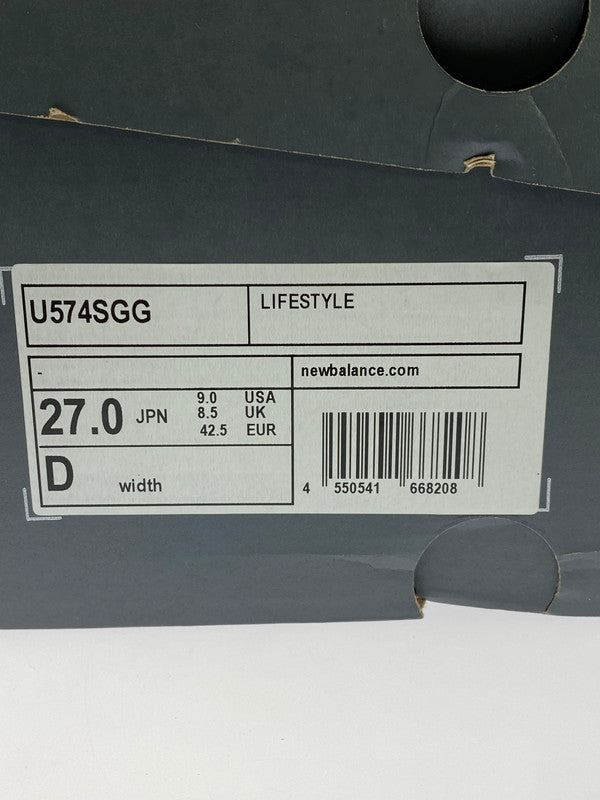 U574SGG
LIFESTYLE
-
newbalance.com
27.0 JPN
9.0 USA
8.5 UK
42.5 EUR
D width
4 550541 668208